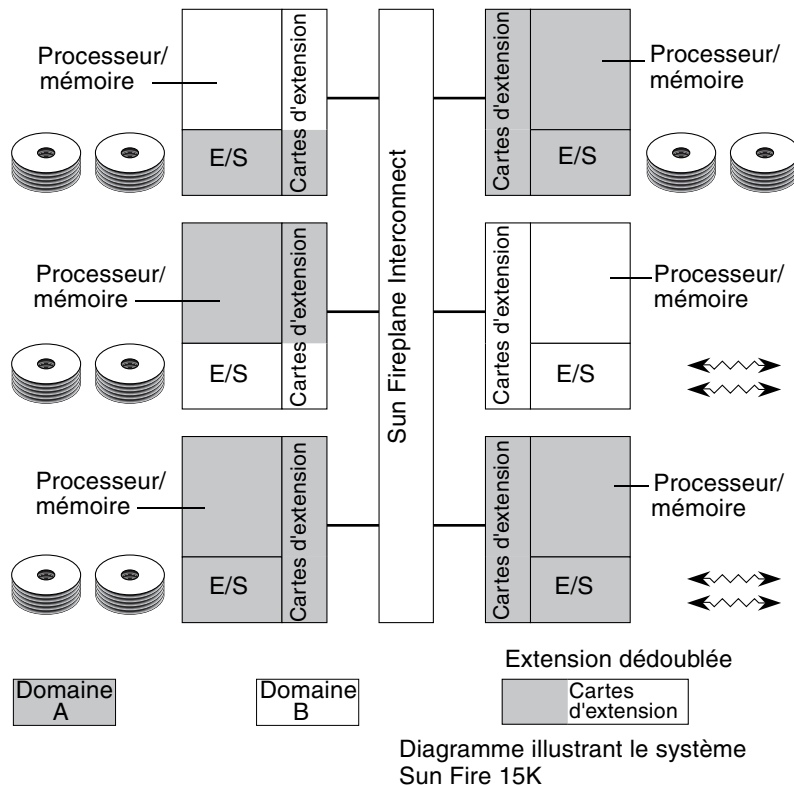 Processeur/
mémoire
E/S
Cartes d'extension
Sun Fireplane Interconnect
Cartes d'extension
E/S
Processeur/
mémoire
Processeur/
mémoire
E/S
Cartes d'extension
Cartes d'extension
E/S
Processeur/
mémoire
Processeur/
mémoire
E/S
Cartes d'extension
Cartes d'extension
E/S
Processeur/
mémoire
Domaine
A
Domaine
B
Extension dédoublée
Cartes
d'extension
Diagramme illustrant le système
Sun Fire 15K